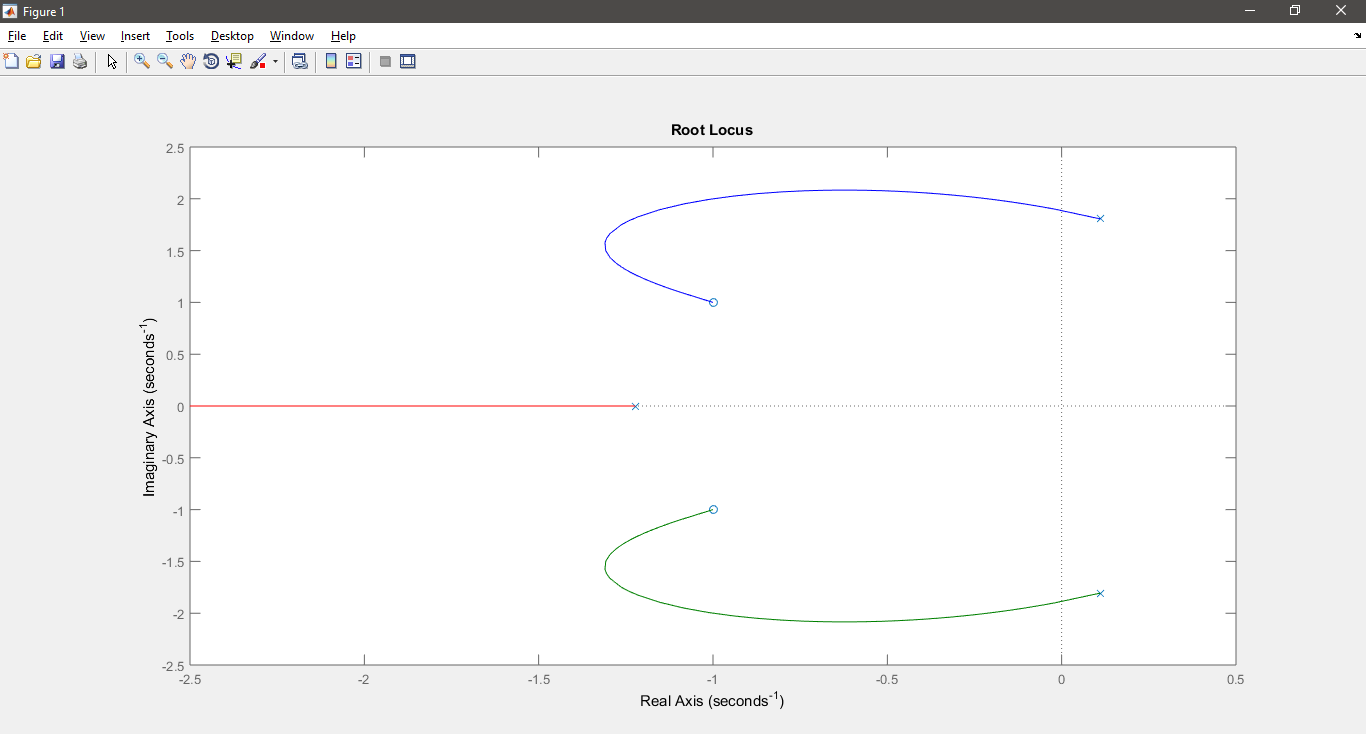 Figure 1
File Edit View Insert Tools Desktop Window Help
Root Locus
2.5
2
1.5
1
0.5
0
-0.5
-1
-1.5
-2
-2.5
Imaginary Axis (seconds⁻¹)
-2.5 -2 -1.5 -1 -0.5 0 0.5
Real Axis (seconds⁻¹)